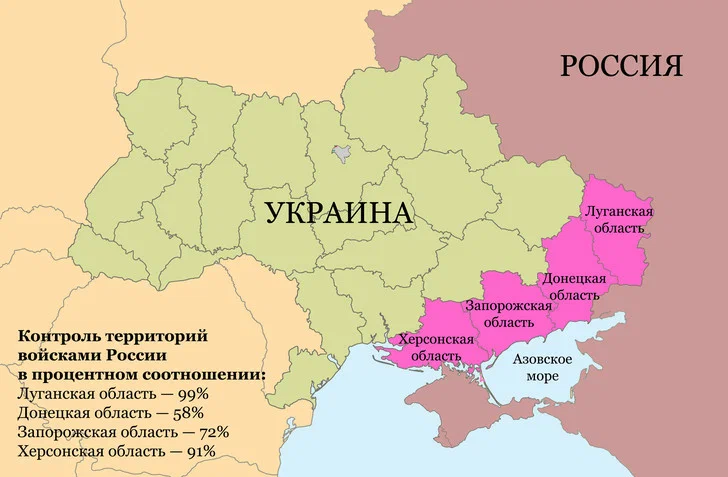 РОССИЯ
УКРАИНА
Луганская
область
Донецкая
область
Запорожская
область
Херсонская
область
Азовское
море
Контроль территорий
войсками России
в процентном соотношении:
Луганская область — 99%
Донецкая область — 58%
Запорожская область — 72%
Херсонская область — 91%